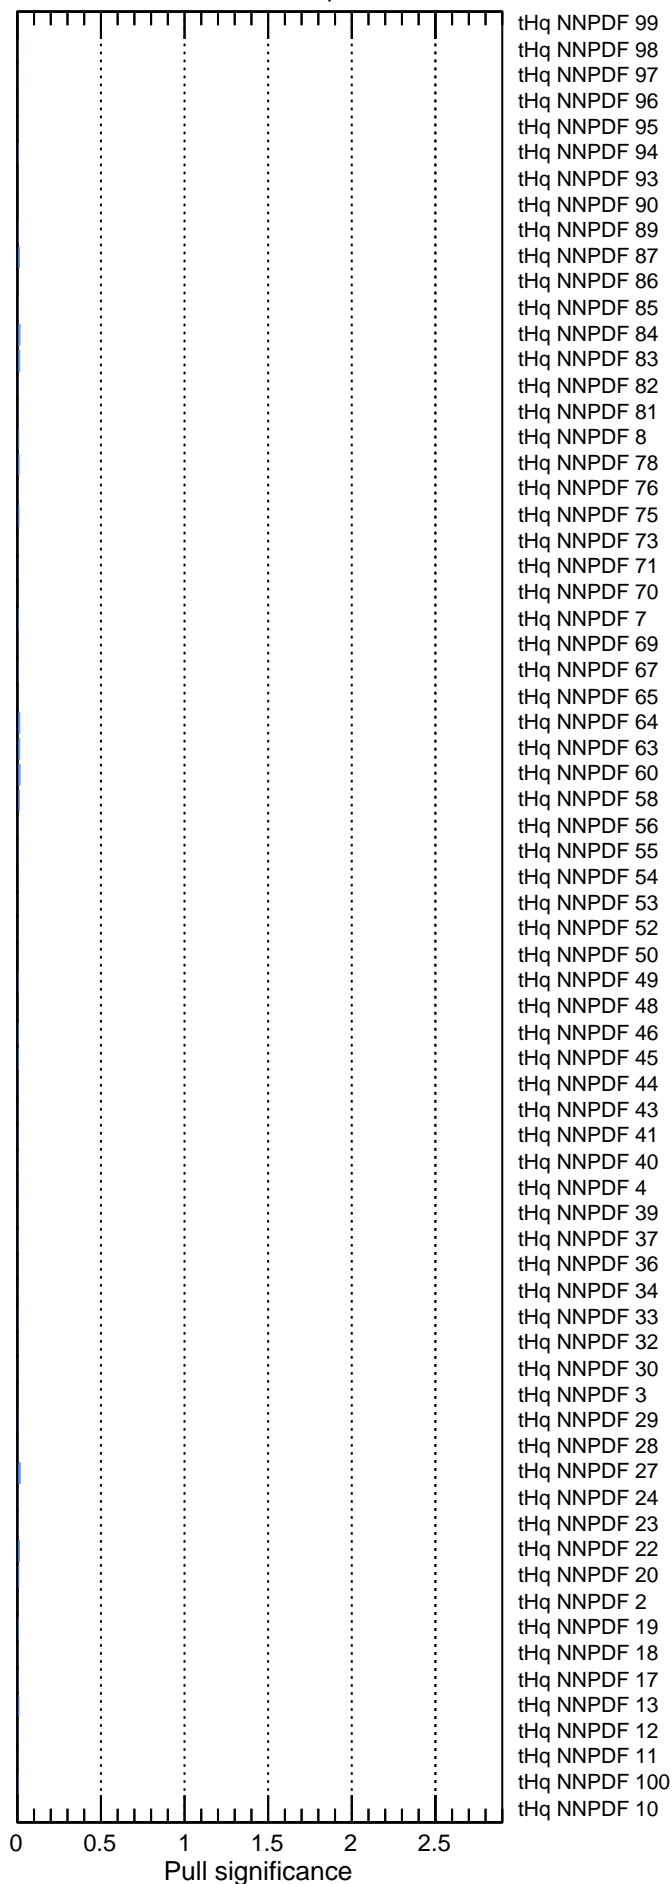 tHq NNPDF 99
tHq NNPDF 98
tHq NNPDF 97
tHq NNPDF 96
tHq NNPDF 95
tHq NNPDF 94
tHq NNPDF 93
tHq NNPDF 90
tHq NNPDF 89
tHq NNPDF 87
tHq NNPDF 86
tHq NNPDF 85
tHq NNPDF 84
tHq NNPDF 83
tHq NNPDF 82
tHq NNPDF 81
tHq NNPDF 8
tHq NNPDF 78
tHq NNPDF 76
tHq NNPDF 75
tHq NNPDF 73
tHq NNPDF 71
tHq NNPDF 70
tHq NNPDF 7
tHq NNPDF 69
tHq NNPDF 67
tHq NNPDF 65
tHq NNPDF 64
tHq NNPDF 63
tHq NNPDF 60
tHq NNPDF 58
tHq NNPDF 56
tHq NNPDF 55
tHq NNPDF 54
tHq NNPDF 53
tHq NNPDF 52
tHq NNPDF 50
tHq NNPDF 49
tHq NNPDF 48
tHq NNPDF 46
tHq NNPDF 45
tHq NNPDF 44
tHq NNPDF 43
tHq NNPDF 41
tHq NNPDF 40
tHq NNPDF 4
tHq NNPDF 39
tHq NNPDF 37
tHq NNPDF 36
tHq NNPDF 34
tHq NNPDF 33
tHq NNPDF 32
tHq NNPDF 30
tHq NNPDF 3
tHq NNPDF 29
tHq NNPDF 28
tHq NNPDF 27
tHq NNPDF 24
tHq NNPDF 23
tHq NNPDF 22
tHq NNPDF 20
tHq NNPDF 2
tHq NNPDF 19
tHq NNPDF 18
tHq NNPDF 17
tHq NNPDF 13
tHq NNPDF 12
tHq NNPDF 11
tHq NNPDF 100
tHq NNPDF 10
0 0.5 1 1.5 2 2.5
Pull significance